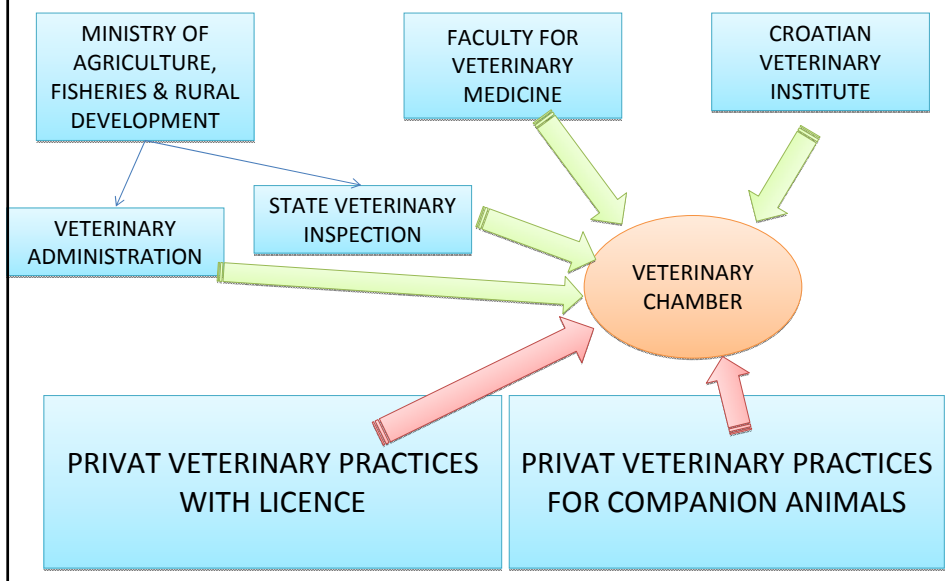 MINISTRY OF
AGRICULTURE,
FISHERIES & RURAL
DEVELOPMENT
FACULTY FOR
VETERINARY
MEDICINE
CROATIAN
VETERINARY
INSTITUTE
VETERINARY
ADMINISTRATION
STATE VETERINARY
INSPECTION
VETERINARY
CHAMBER
PRIVAT VETERINARY PRACTICES
WITH LICENCE
PRIVAT VETERINARY PRACTICES
FOR COMPANION ANIMALS